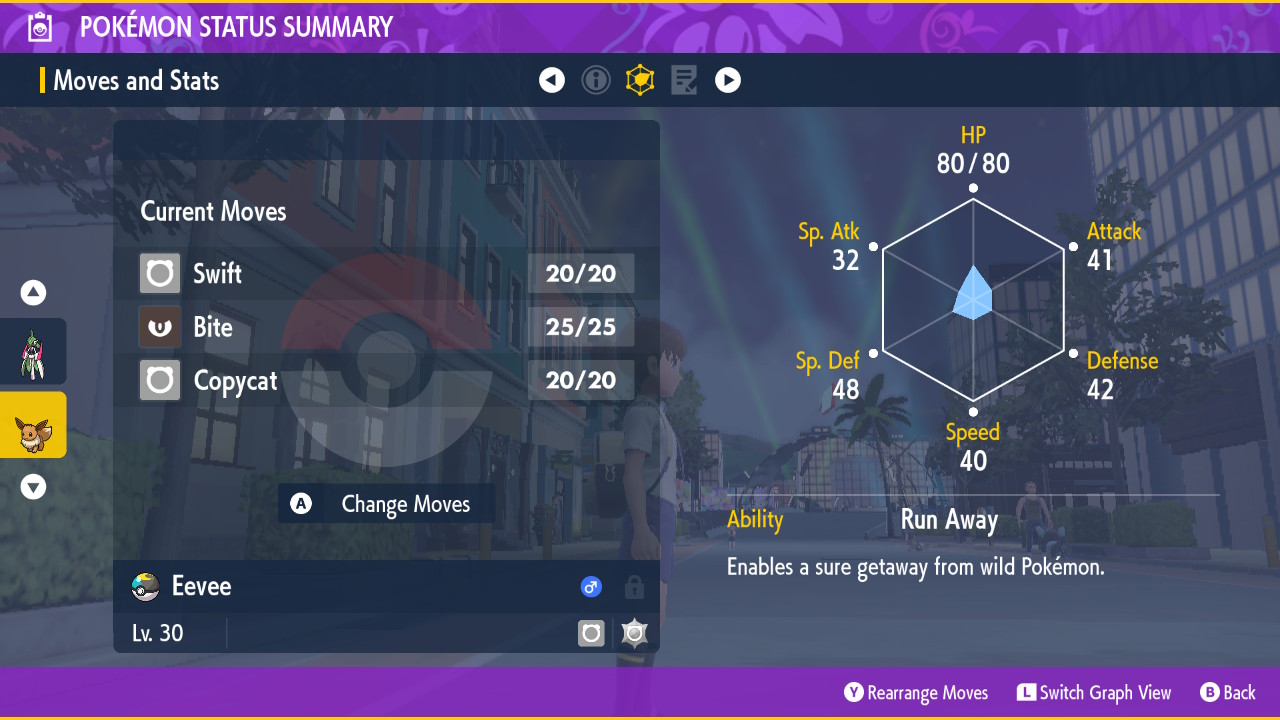 POKÉMON STATUS SUMMARY
Moves and Stats
Current Moves
Swift 20/20
Bite 25/25
Copycat 20/20
A Change Moves
Eevee
Lv. 30
HP
80/80
Sp. Atk
32
Attack
41
Sp. Def
48
Defense
42
Speed
40
Ability Run Away
Enables a sure getaway from wild Pokémon.
Y Rearrange Moves L Switch Graph View B Back